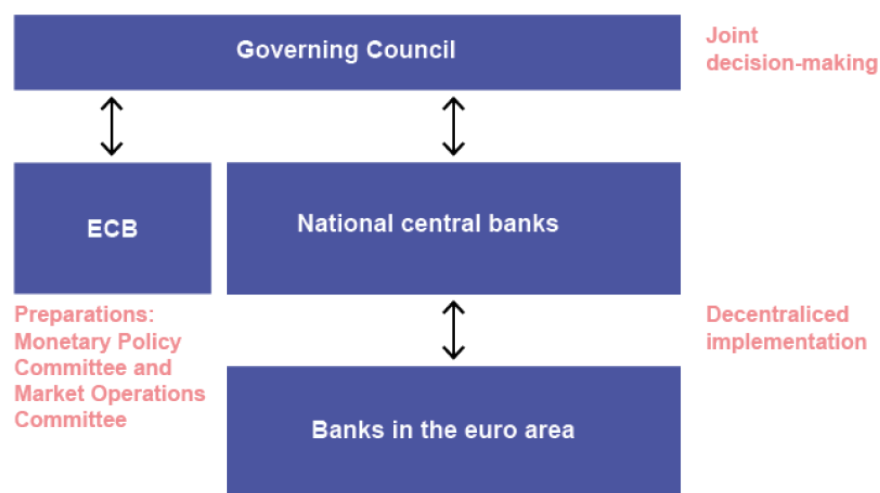 Governing Council
Joint
decision-making
ECB
National central banks
Preparations:
Monetary Policy
Committee and
Market Operations
Committee
Decentraliced
implementation
Banks in the euro area